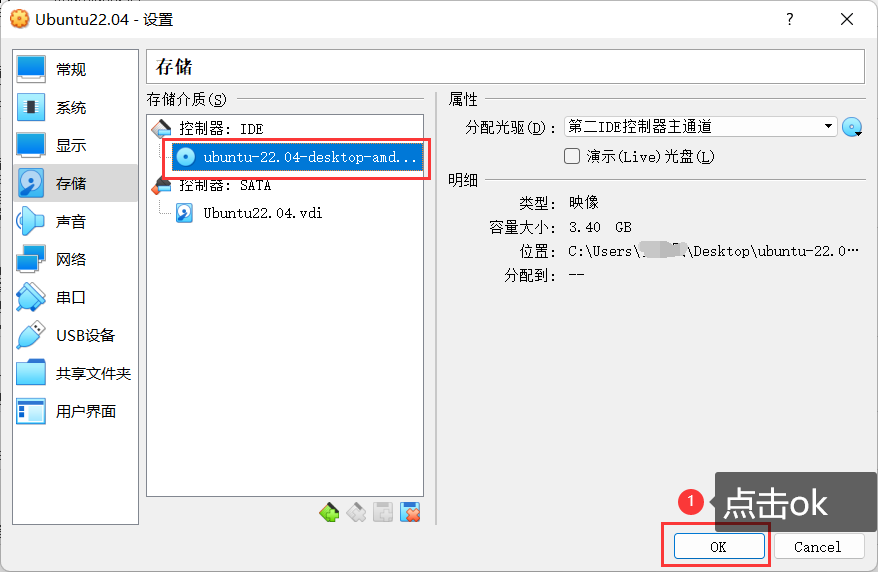 Ubuntu22.04 - 设置
?
常规
系统
显示
存储
声音
网络
串口
USB设备
共享文件夹
用户界面
存储
存储介质(S)
控制器: IDE
ubuntu-22.04-desktop-amd...
控制器: SATA
Ubuntu22.04.vdi
属性
分配光驱(D): 第二IDE控制器主通道
演示(Live)光盘(L)
明细
类型: 映像
容量大小: 3.40 GB
位置: C:\Users\ \Desktop\ubuntu-22.0…
分配到: --
1 点击ok
OK
Cancel